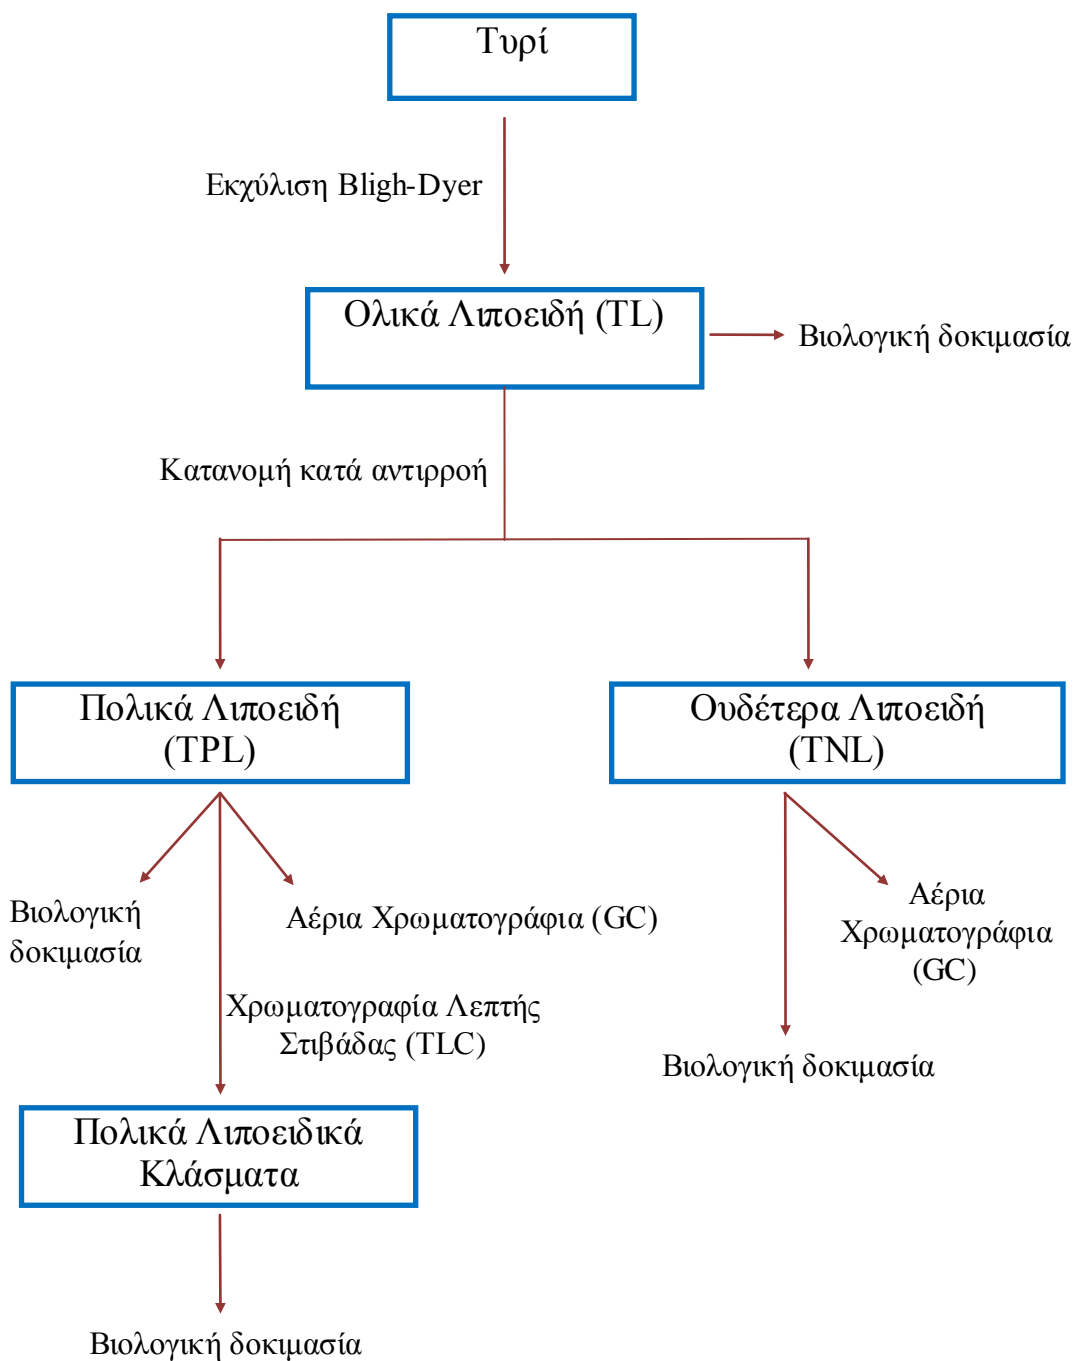 Τυρί
Εκχύλιση Bligh-Dyer
Ολικά Λιποειδή (TL)
Βιολογική δοκιμασία
Κατανομή κατά αντιρροή
Πολικά Λιποειδή
(TPL)
Ουδέτερα Λιποειδή
(TNL)
Βιολογική
δοκιμασία
Αέρια Χρωματογράφια (GC)
Αέρια
Χρωματογράφια
(GC)
Χρωματογραφία Λεπτής
Στιβάδας (TLC)
Βιολογική δοκιμασία
Πολικά Λιποειδικά
Κλάσματα
Βιολογική δοκιμασία